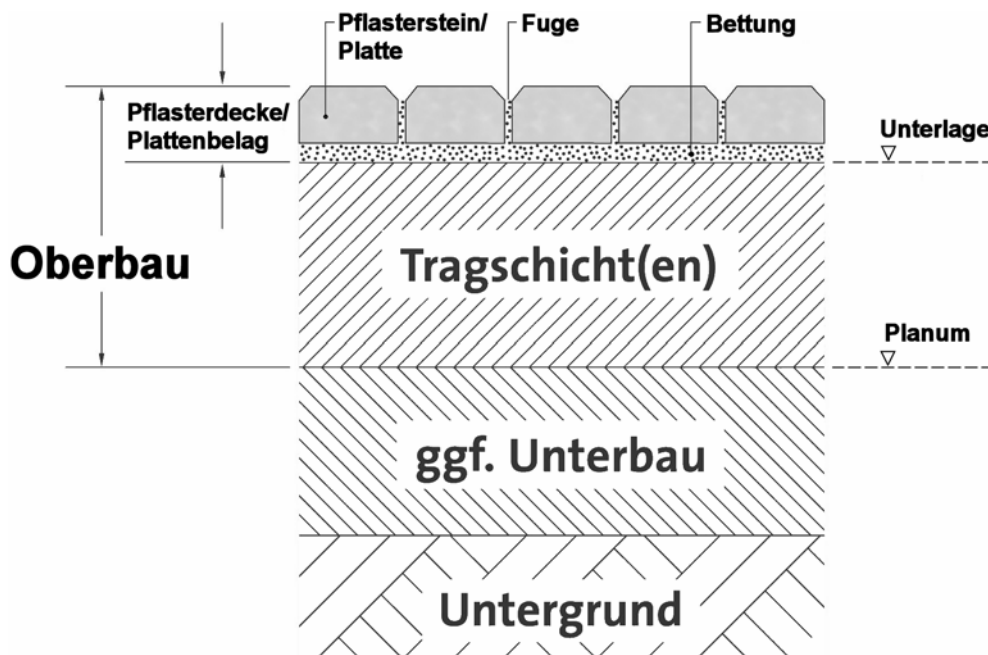 Pflasterstein/
Platte
Fuge
Bettung
Pflasterdecke/
Plattenbelag
Unterlage
Oberbau
Tragschicht(en)
Planum
ggf. Unterbau
Untergrund